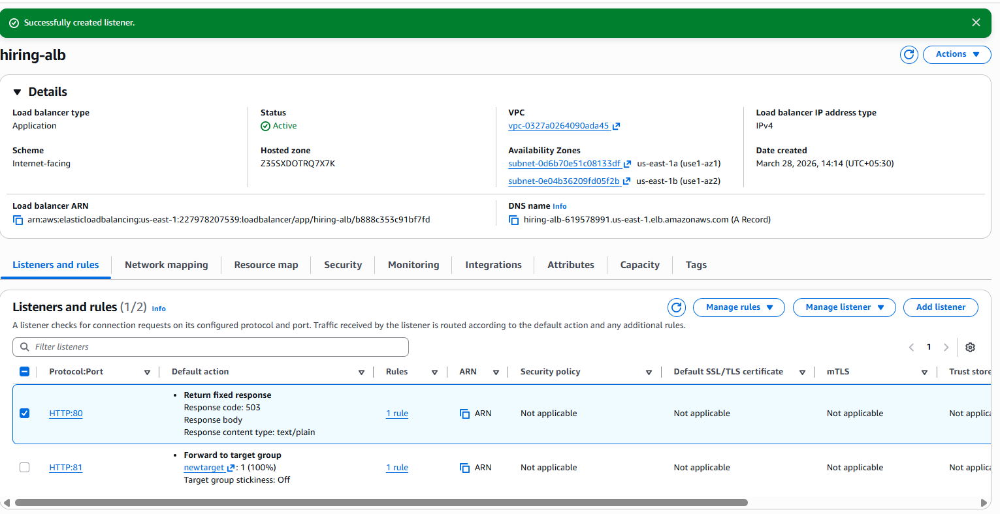 Successfully created listener.
hiring-alb
Actions
Details
Load balancer type
Application
Status
Active
VPC
vpc-0327a0264090ada45
Load balancer IP address type
IPv4
Scheme
Internet-facing
Hosted zone
Z35SXDOTRQ7X7K
Availability Zones
subnet-0d6b70e51c08133df us-east-1a (use1-az1)
subnet-0e04b36209fd05f2b us-east-1b (use1-az2)
Date created
March 28, 2026, 14:14 (UTC+05:30)
Load balancer ARN
arn:aws:elasticloadbalancing:us-east-1:227978207539:loadbalancer/app/hiring-alb/b888c353c91bf7fd
DNS name Info
hiring-alb-619578991.us-east-1.elb.amazonaws.com (A Record)
Listeners and rules Network mapping Resource map Security Monitoring Integrations Attributes Capacity Tags
Listeners and rules (1/2) Info
Manage rules Manage listener Add listener
A listener checks for connection requests on its configured protocol and port. Traffic received by the listener is routed according to the default action and any additional rules.
Filter listeners
1
Protocol:Port Default action Rules ARN Security policy Default SSL/TLS certificate mTLS Trust store
• Return fixed response
Response code: 503
HTTP:80 1 rule ARN Not applicable Not applicable Not applicable Not applica
Response body
Response content type: text/plain
• Forward to target group
HTTP:81 newtarget : 1 (100%) 1 rule ARN Not applicable Not applicable Not applicable Not applica
Target group stickiness: Off